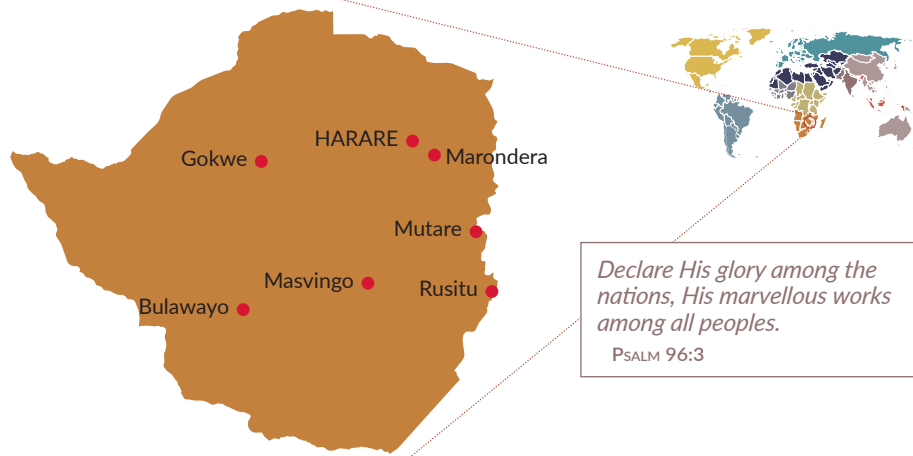 HARARE
Marondera
Gokwe
Mutare
Masvingo
Rusitu
Bulawayo
Declare His glory among the
nations, His marvellous works
among all peoples.
PSALM 96:3